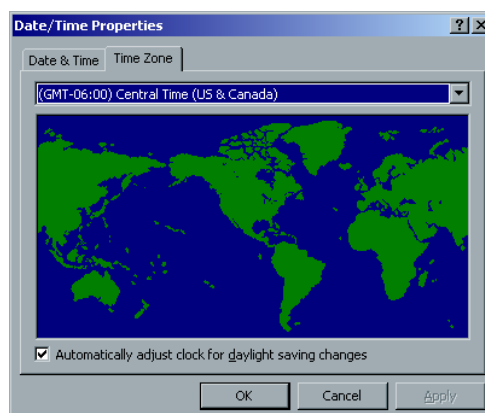 Date/Time Properties
Date & Time Time Zone
(GMT-06:00) Central Time (US & Canada)
Automatically adjust clock for daylight saving changes
OK Cancel Apply